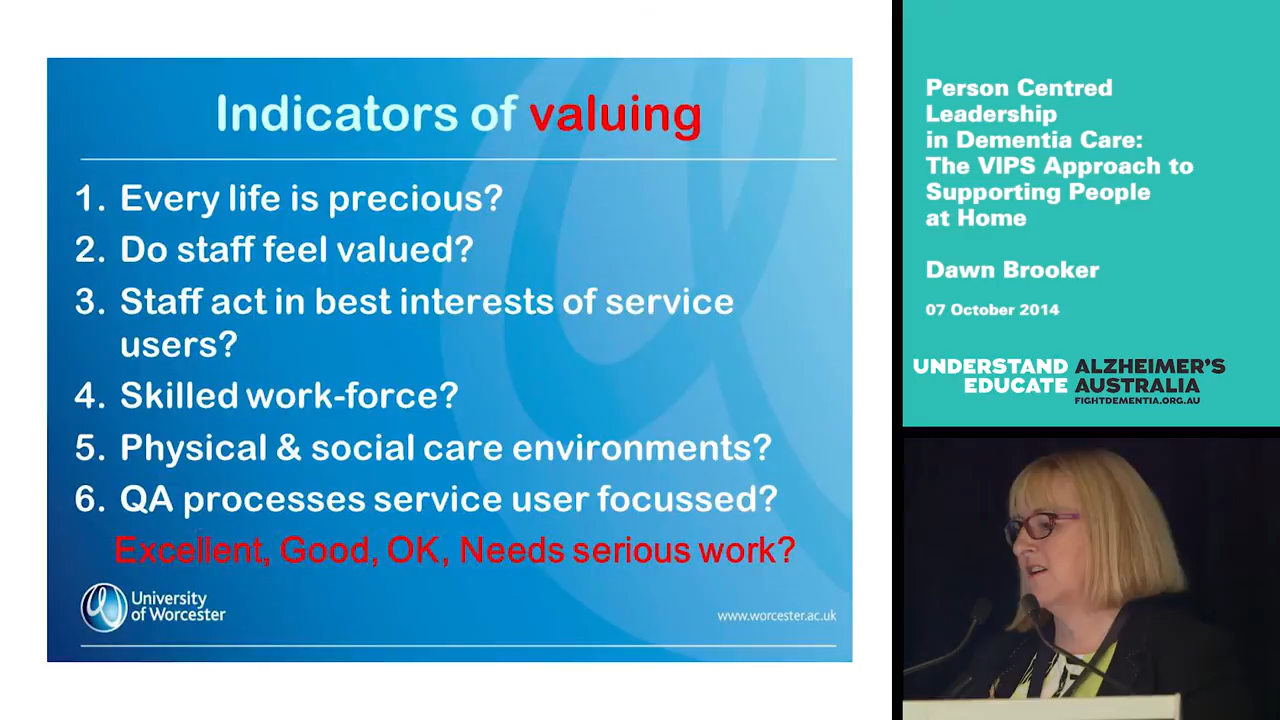 Indicators of valuing
1. Every life is precious?
2. Do staff feel valued?
3. Staff act in best interests of service
users?
4. Skilled work-force?
5. Physical & social care environments?
6. QA processes service user focussed?
Excellent, Good, OK, Needs serious work?
University
of Worcester
www.worcester.ac.uk
Person Centred
Leadership
in Dementia Care:
The VIPS Approach to
Supporting People
at Home
Dawn Brooker
07 October 2014
UNDERSTAND ALZHEIMER'S
EDUCATE AUSTRALIA
FIGHTDEMENTIA.ORG.AU